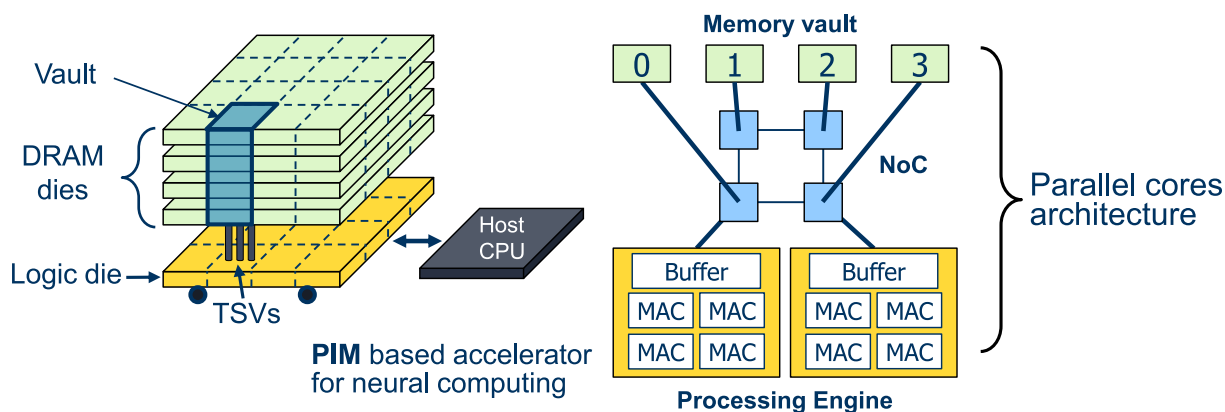 Vault
DRAM
dies
Logic die
TSVs
Host
CPU
PIM based accelerator
for neural computing
Memory vault
0 1 2 3
NoC
Buffer Buffer
MAC MAC MAC MAC
MAC MAC MAC MAC
Processing Engine
Parallel cores
architecture